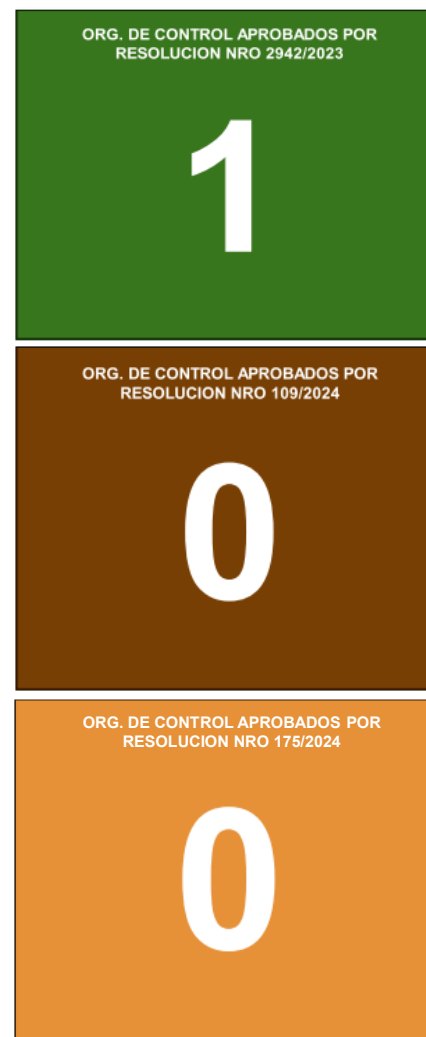 ORG. DE CONTROL APROBADOS POR
RESOLUCION NRO 2942/2023
1
ORG. DE CONTROL APROBADOS POR
RESOLUCION NRO 109/2024
0
ORG. DE CONTROL APROBADOS POR
RESOLUCION NRO 175/2024
0